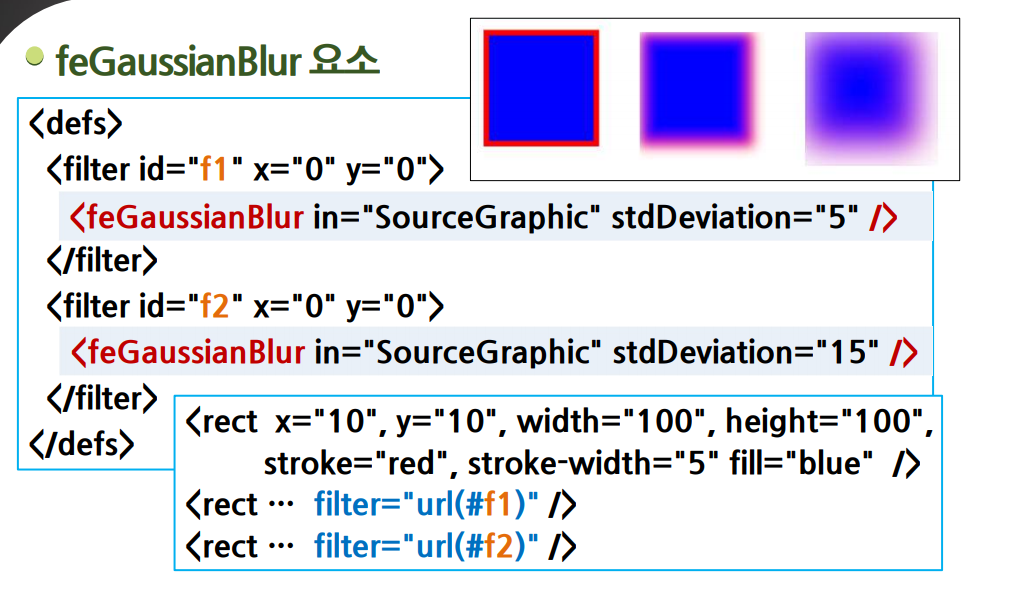 feGaussianBlur 요소
<defs>
<filter id="f1" x="0" y="0">
<feGaussianBlur in="SourceGraphic" stdDeviation="5" />
</filter>
<filter id="f2" x="0" y="0">
<feGaussianBlur in="SourceGraphic" stdDeviation="15" />
</filter>
</defs>
<rect x="10", y="10", width="100", height="100",
stroke="red", stroke-width="5" fill="blue" />
<rect … filter="url(#f1)" />
<rect … filter="url(#f2)" />